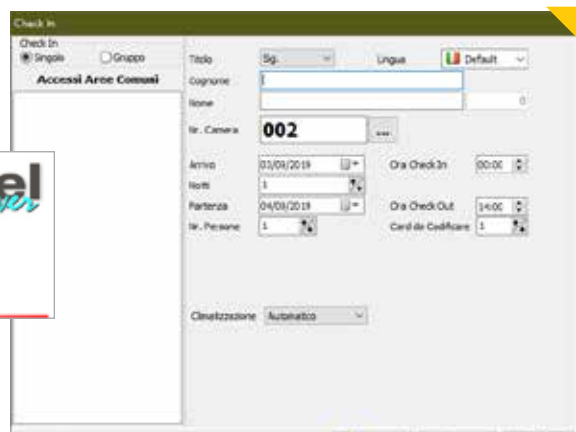 Check In
Check In
Singolo Gruppo
Accessi Aree Comuni
Titolo Sig. Lingua Default
Cognome
Nome 0
Nr. Camera 002 ...
Arrivo 03/09/2019 Ora Check In 00:00
Notti 1
Partenza 04/09/2019 Ora Check Out 14:00
Nr. Persone 1 Card da Codificare 1
Climatizzazione Automatico
el
ver